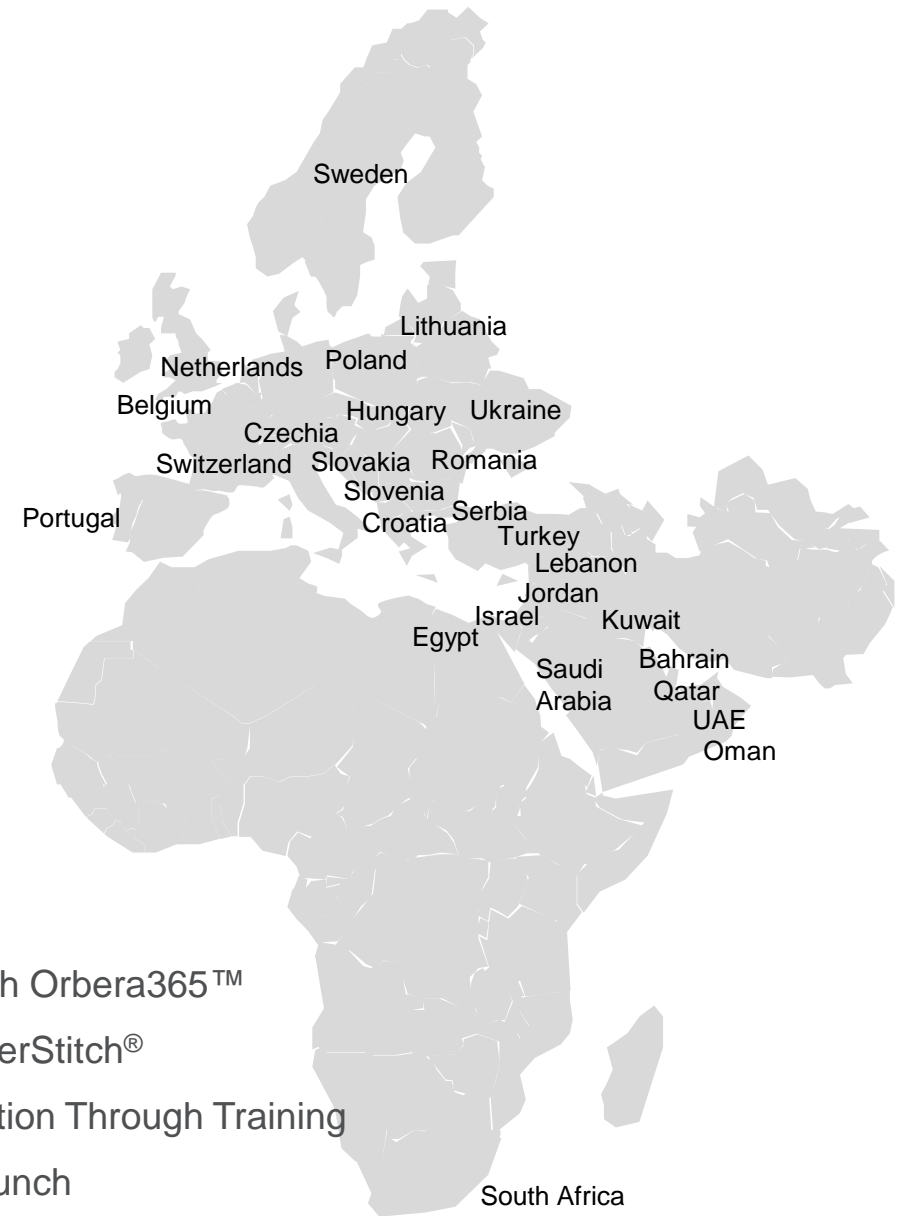 Sweden
Lithuania
Netherlands Poland
Belgium Hungary Ukraine
Czechia
Switzerland Slovakia Romania
Slovenia
Portugal Croatia Serbia
Turkey
Lebanon
Jordan
Israel Kuwait
Egypt
Saudi
Arabia
Bahrain
Qatar
UAE
Oman
h Orbera365™
erStitch®
tion Through Training
unch
South Africa